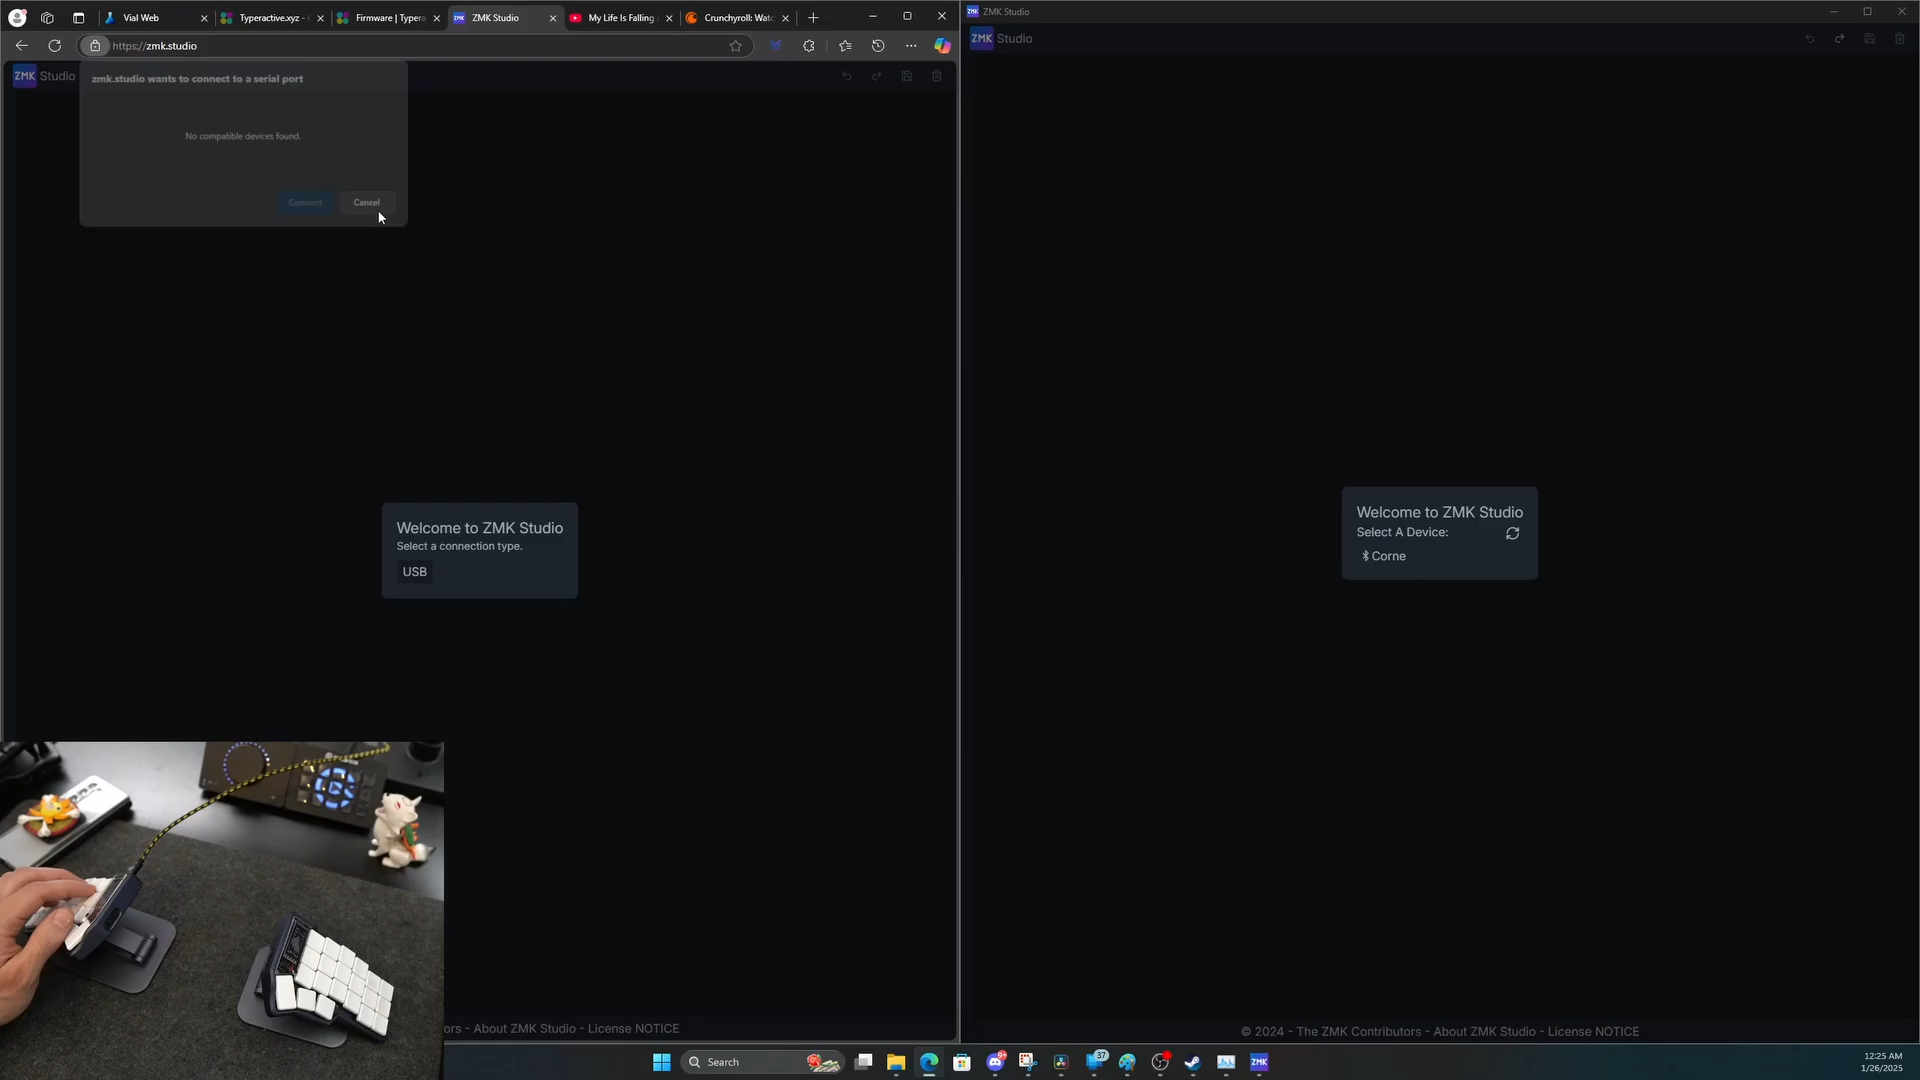 Vial Web
Typeractive.xyz -
Firmware | Typera
ZMK Studio
My Life Is Falling
Crunchyroll: Wat
https://zmk.studio
ZMK Studio
zmk.studio wants to connect to a serial port
No compatible devices found.
Connect
Cancel
Welcome to ZMK Studio
Select a connection type.
USB
ors - About ZMK Studio - License NOTICE
ZMK Studio
ZMK Studio
Welcome to ZMK Studio
Select A Device:
Corne
© 2024 - The ZMK Contributors - About ZMK Studio - License NOTICE
Search
37
ZMK
12:25 AM
1/26/2025